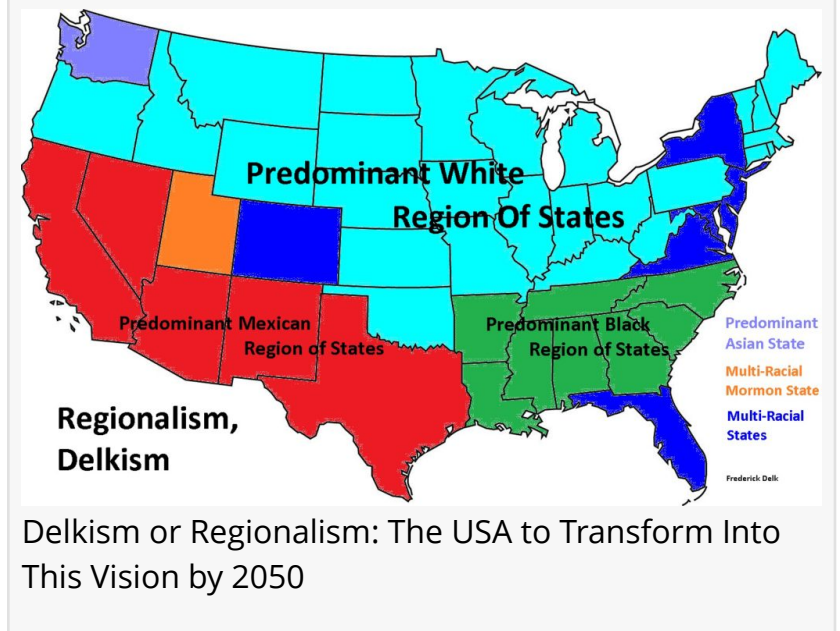 Predominant White
Region Of States
Predominant Mexican
Region of States
Predominant Black
Region of States
Predominant
Asian State
Multi-Racial
Mormon State
Multi-Racial
States
Regionalism,
Delkism
Frederick Delk
Delkism or Regionalism: The USA to Transform Into
This Vision by 2050